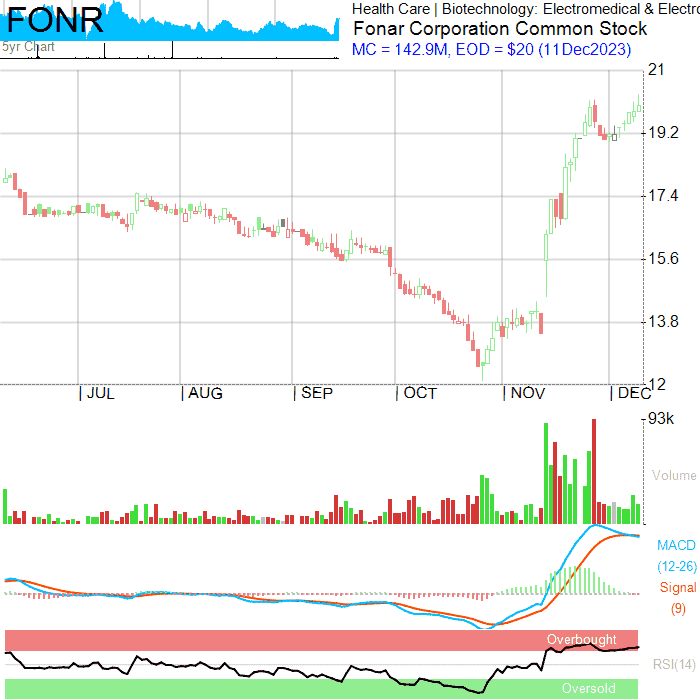 FONR
5yr Chart
Health Care | Biotechnology: Electromedical & Electro
Fonar Corporation Common Stock
MC = 142.9M, EOD = $20 (11Dec2023)
21
19.2
17.4
15.6
13.8
12
| JUL | AUG | SEP | OCT | NOV | DEC
93k
Volume
MACD
(12-26)
Signal
(9)
Overbought
RSI(14)
Oversold